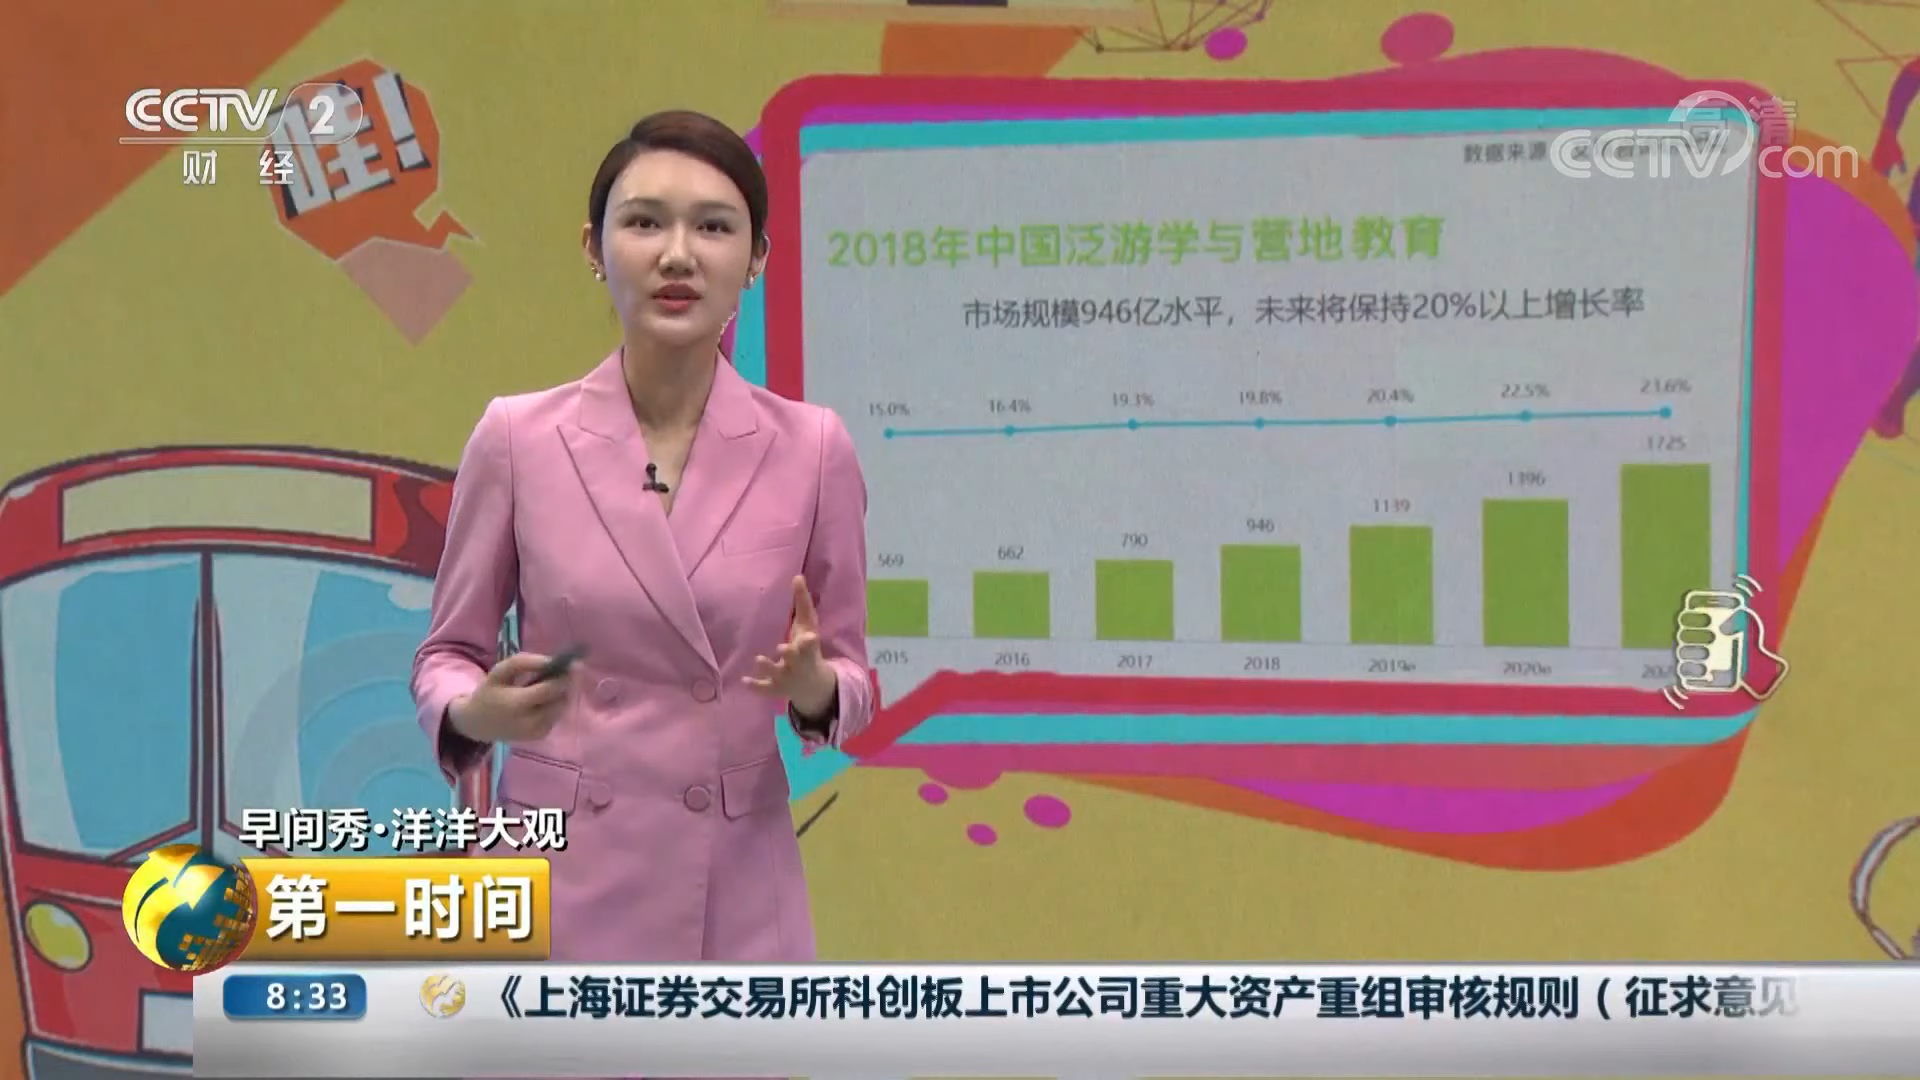 CCTV 2
财 经
哇!
高清
CCTV com
数据来源
2018年中国泛游学与营地教育
市场规模946亿水平，未来将保持20%以上增长率
15.0% 16.4% 19.3% 19.8% 20.4% 22.5% 23.6%
569 662 790 946 1139 1396 1725
2015 2016 2017 2018 2019e 2020e
早间秀·洋洋大观
第一时间
8:33
《上海证券交易所科创板上市公司重大资产重组审核规则（征求意见